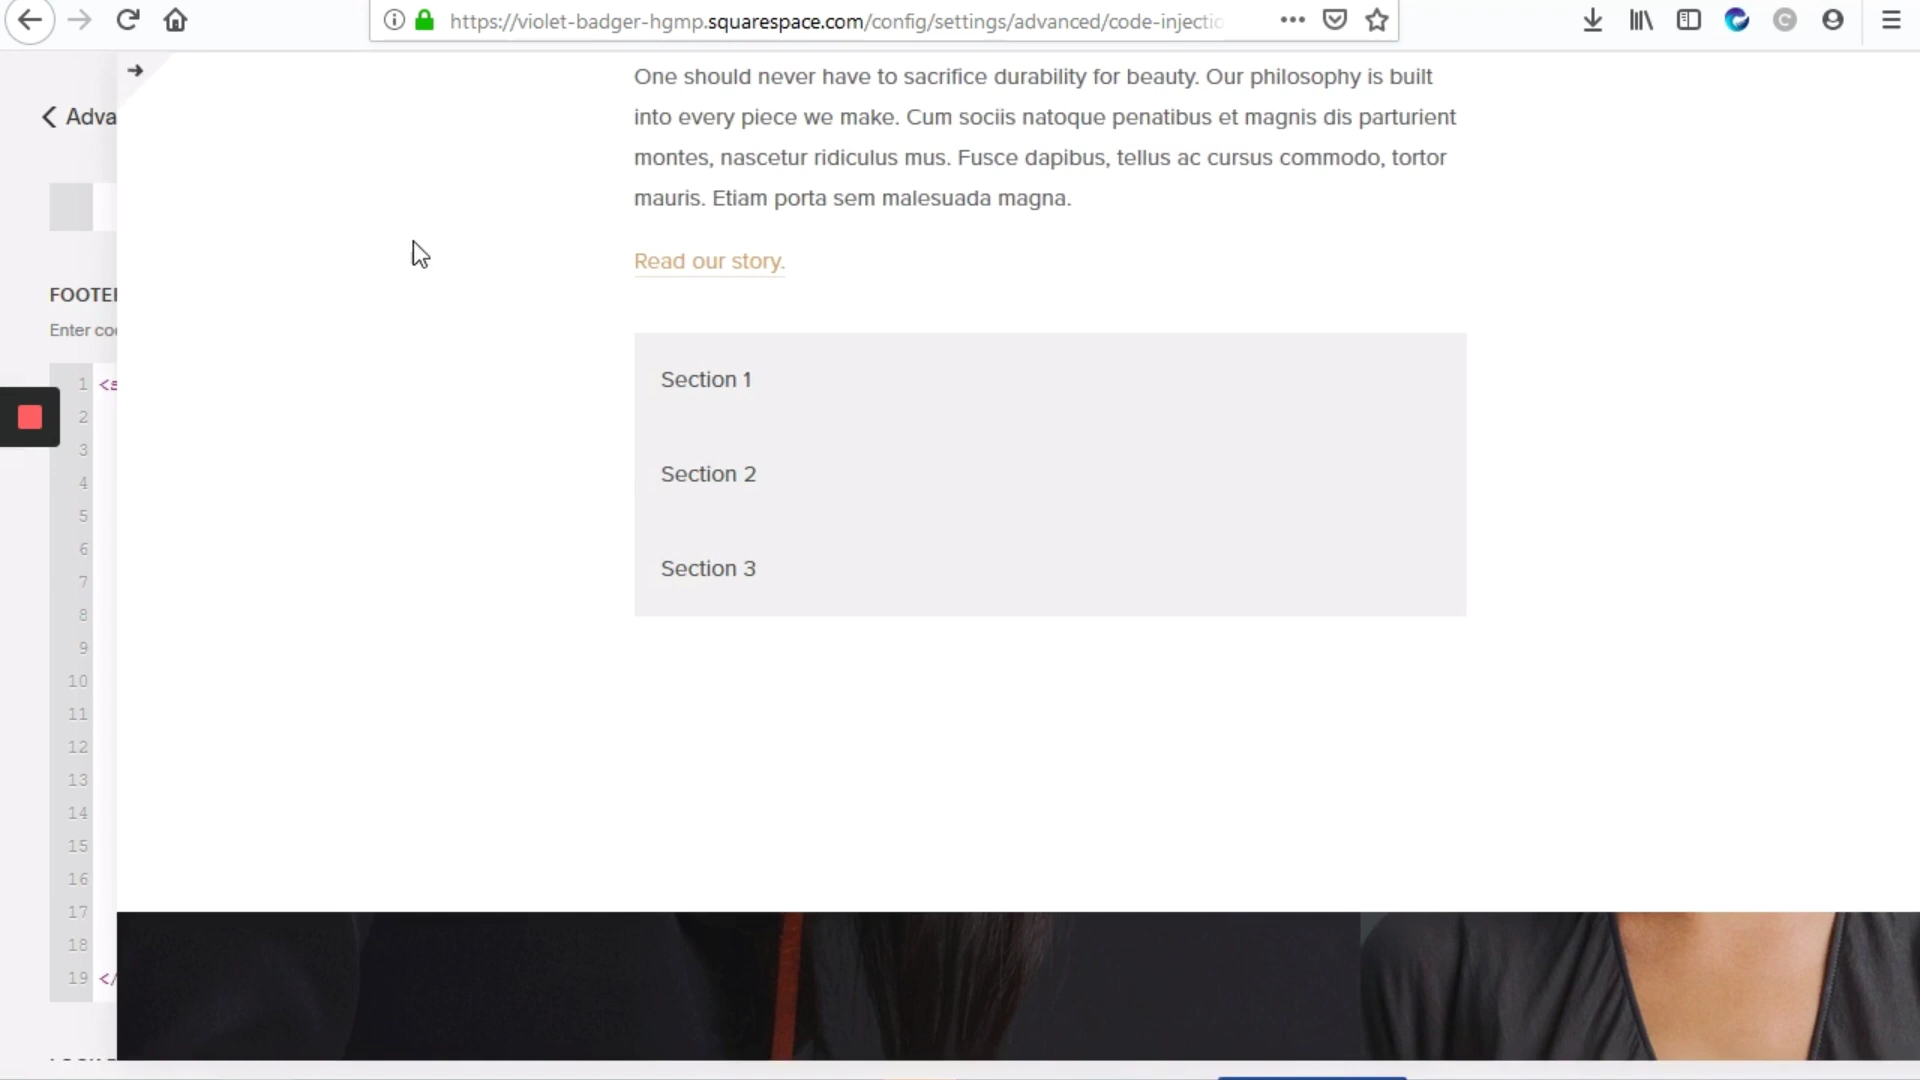 https://violet-badger-hgmp.squarespace.com/config/settings/advanced/code-injectio
Adva
FOOTE
Enter co
1 <s
2
3
4
5
6
7
8
9
10
11
12
13
14
15
16
17
18
19 </
One should never have to sacrifice durability for beauty. Our philosophy is built
into every piece we make. Cum sociis natoque penatibus et magnis dis parturient
montes, nascetur ridiculus mus. Fusce dapibus, tellus ac cursus commodo, tortor
mauris. Etiam porta sem malesuada magna.
Read our story.
Section 1
Section 2
Section 3